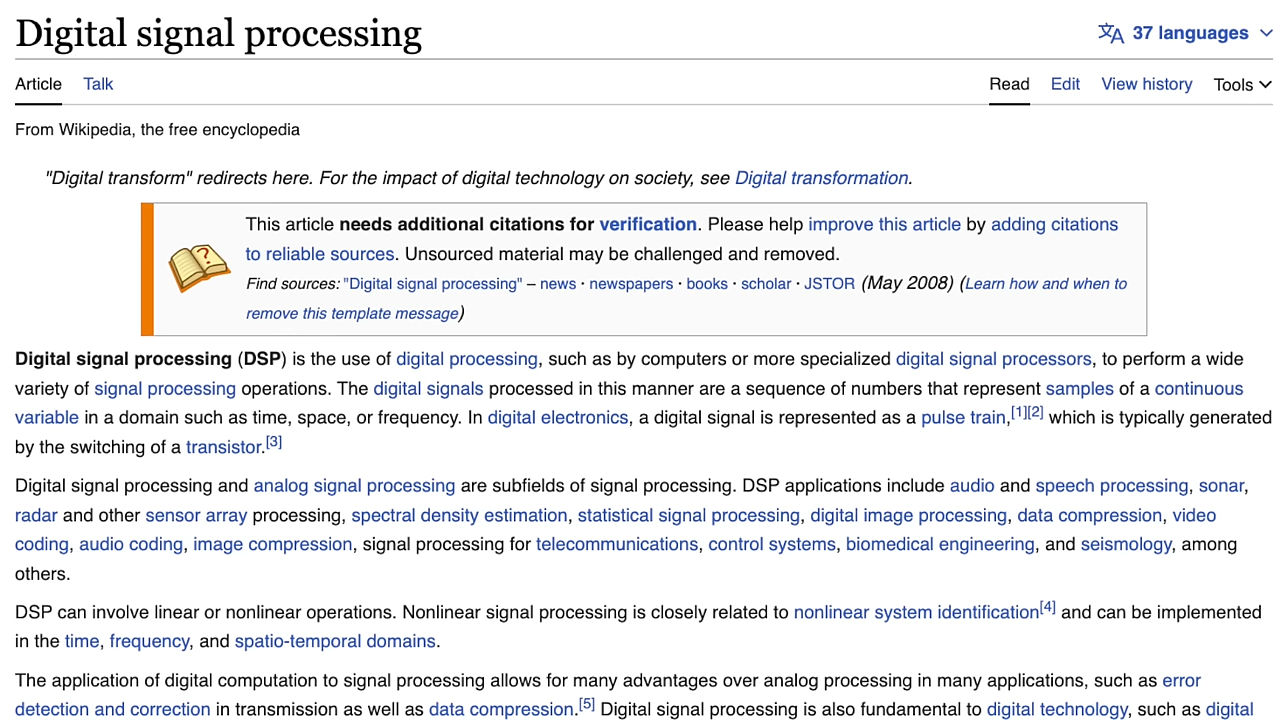 Digital signal processing
37 languages
Article Talk Read Edit View history Tools
From Wikipedia, the free encyclopedia
"Digital transform" redirects here. For the impact of digital technology on society, see Digital transformation.
This article needs additional citations for verification. Please help improve this article by adding citations
to reliable sources. Unsourced material may be challenged and removed.
Find sources: "Digital signal processing" – news · newspapers · books · scholar · JSTOR (May 2008) (Learn how and when to
remove this template message)
Digital signal processing (DSP) is the use of digital processing, such as by computers or more specialized digital signal processors, to perform a wide
variety of signal processing operations. The digital signals processed in this manner are a sequence of numbers that represent samples of a continuous
variable in a domain such as time, space, or frequency. In digital electronics, a digital signal is represented as a pulse train,[1][2] which is typically generated
by the switching of a transistor.[3]
Digital signal processing and analog signal processing are subfields of signal processing. DSP applications include audio and speech processing, sonar,
radar and other sensor array processing, spectral density estimation, statistical signal processing, digital image processing, data compression, video
coding, audio coding, image compression, signal processing for telecommunications, control systems, biomedical engineering, and seismology, among
others.
DSP can involve linear or nonlinear operations. Nonlinear signal processing is closely related to nonlinear system identification[4] and can be implemented
in the time, frequency, and spatio-temporal domains.
The application of digital computation to signal processing allows for many advantages over analog processing in many applications, such as error
detection and correction in transmission as well as data compression.[5] Digital signal processing is also fundamental to digital technology, such as digital